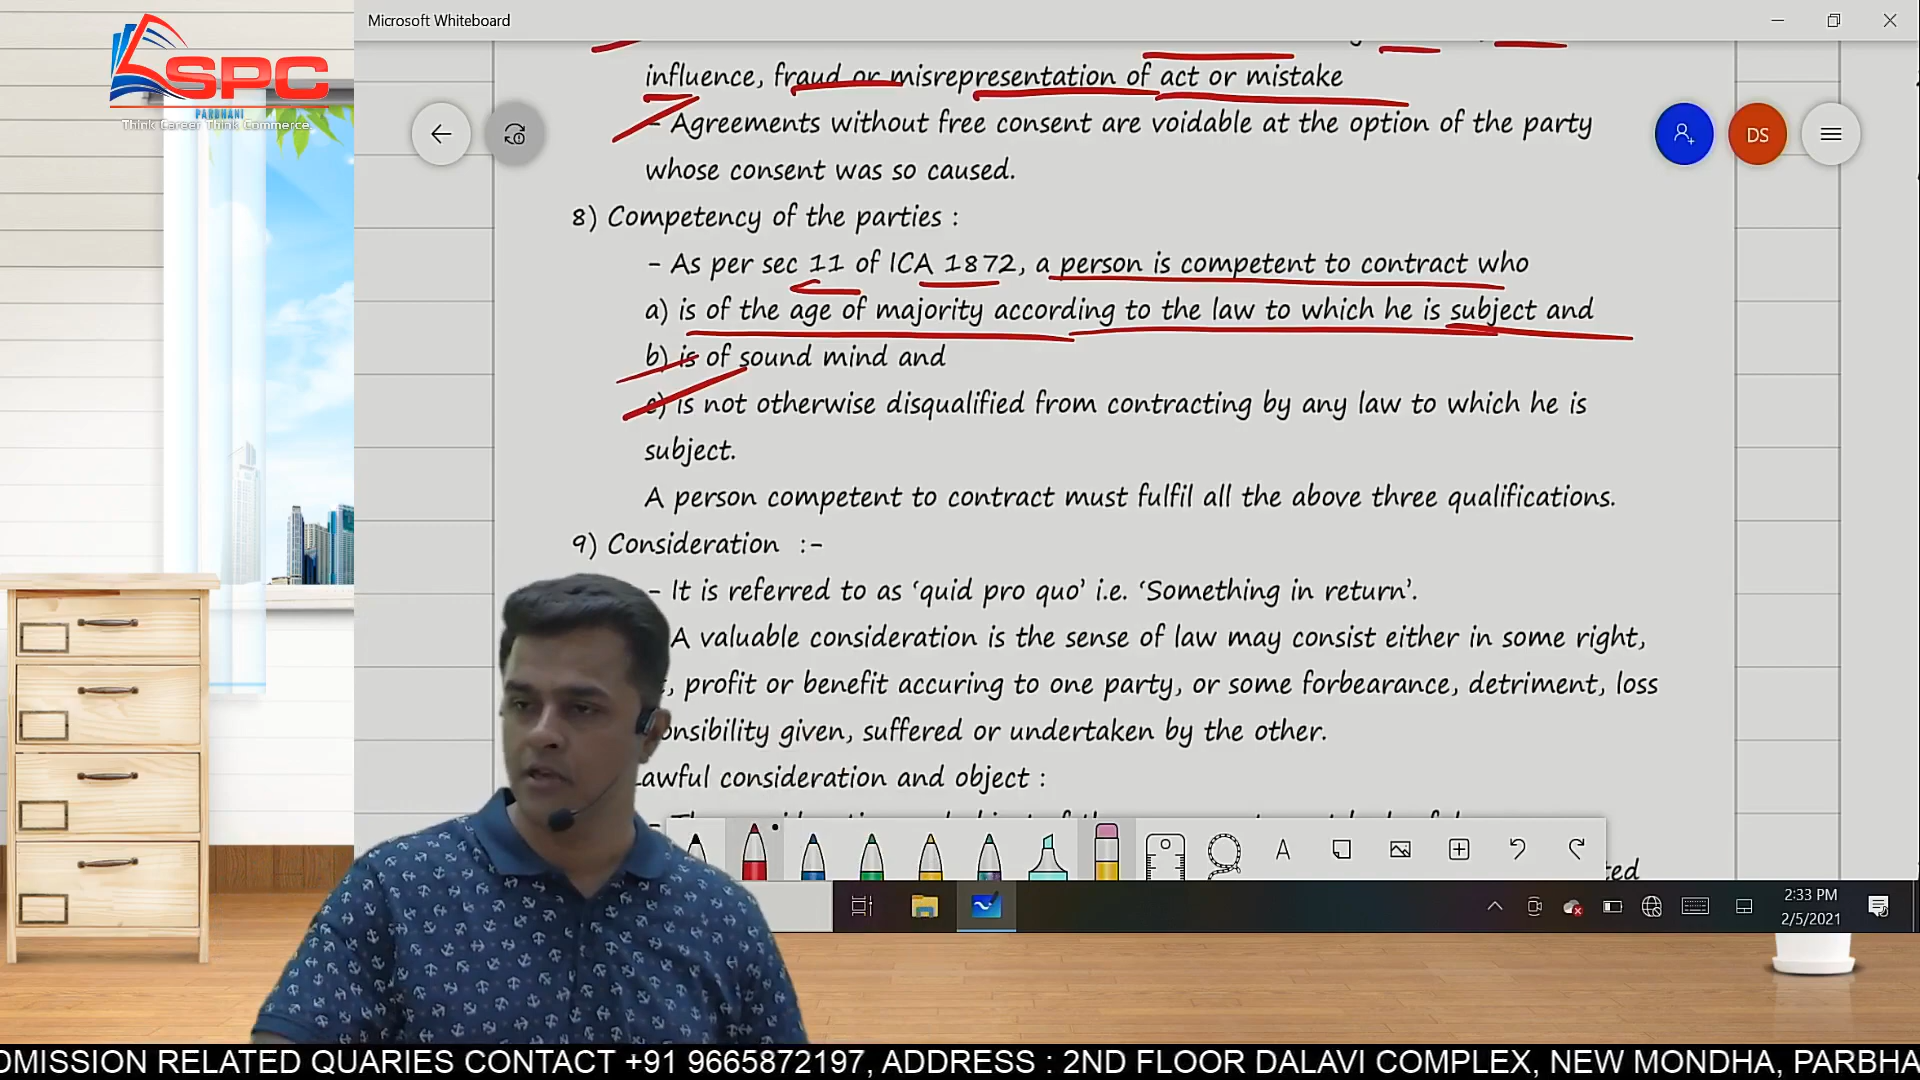 Microsoft Whiteboard
SPC
PARBHANI
Think Career Think Commerce.
influence, fraud or misrepresentation of act or mistake
- Agreements without free consent are voidable at the option of the party
whose consent was so caused.
DS
8) Competency of the parties :
- As per sec 11 of ICA 1872, a person is competent to contract who
a) is of the age of majority according to the law to which he is subject and
b) is of sound mind and
c) is not otherwise disqualified from contracting by any law to which he is
subject.
A person competent to contract must fulfil all the above three qualifications.
9) Consideration :-
- It is referred to as ‘quid pro quo’ i.e. ‘Something in return’.
A valuable consideration is the sense of law may consist either in some right,
, profit or benefit accuring to one party, or some forbearance, detriment, loss
onsibility given, suffered or undertaken by the other.
Lawful consideration and object :
2:33 PM
2/5/2021
DMISSION RELATED QUARIES CONTACT +91 9665872197, ADDRESS : 2ND FLOOR DALAVI COMPLEX, NEW MONDHA, PARBHA